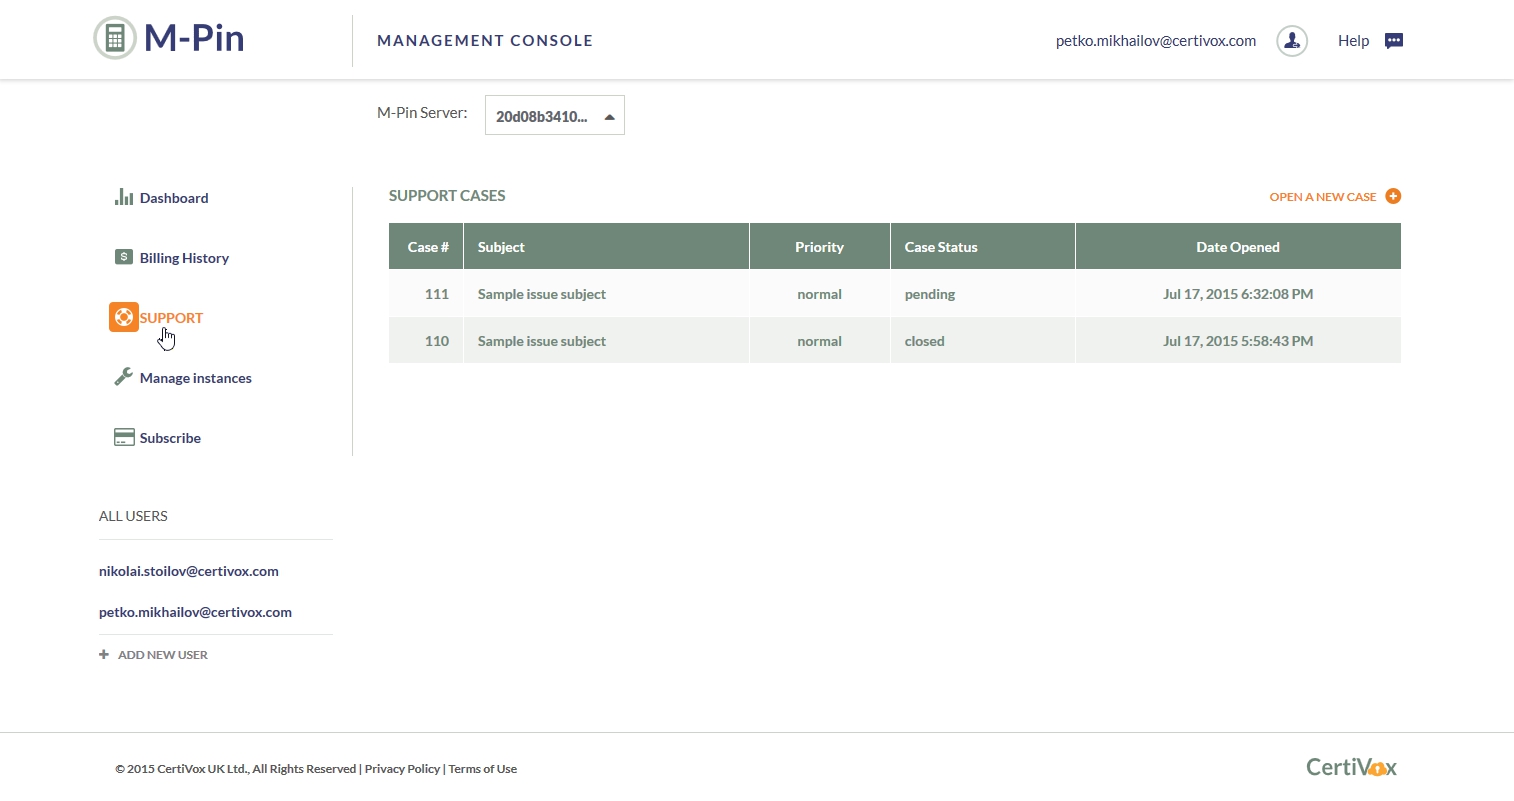 M-Pin
MANAGEMENT CONSOLE
petko.mikhailov@certivox.com
Help
M-Pin Server:
20d08b3410...
Dashboard
Billing History
SUPPORT
Manage instances
Subscribe
SUPPORT CASES
OPEN A NEW CASE
Case # Subject Priority Case Status Date Opened
111 Sample issue subject normal pending Jul 17, 2015 6:32:08 PM
110 Sample issue subject normal closed Jul 17, 2015 5:58:43 PM
ALL USERS
nikolai.stoilov@certivox.com
petko.mikhailov@certivox.com
+ ADD NEW USER
© 2015 CertiVox UK Ltd., All Rights Reserved | Privacy Policy | Terms of Use
CertiVox